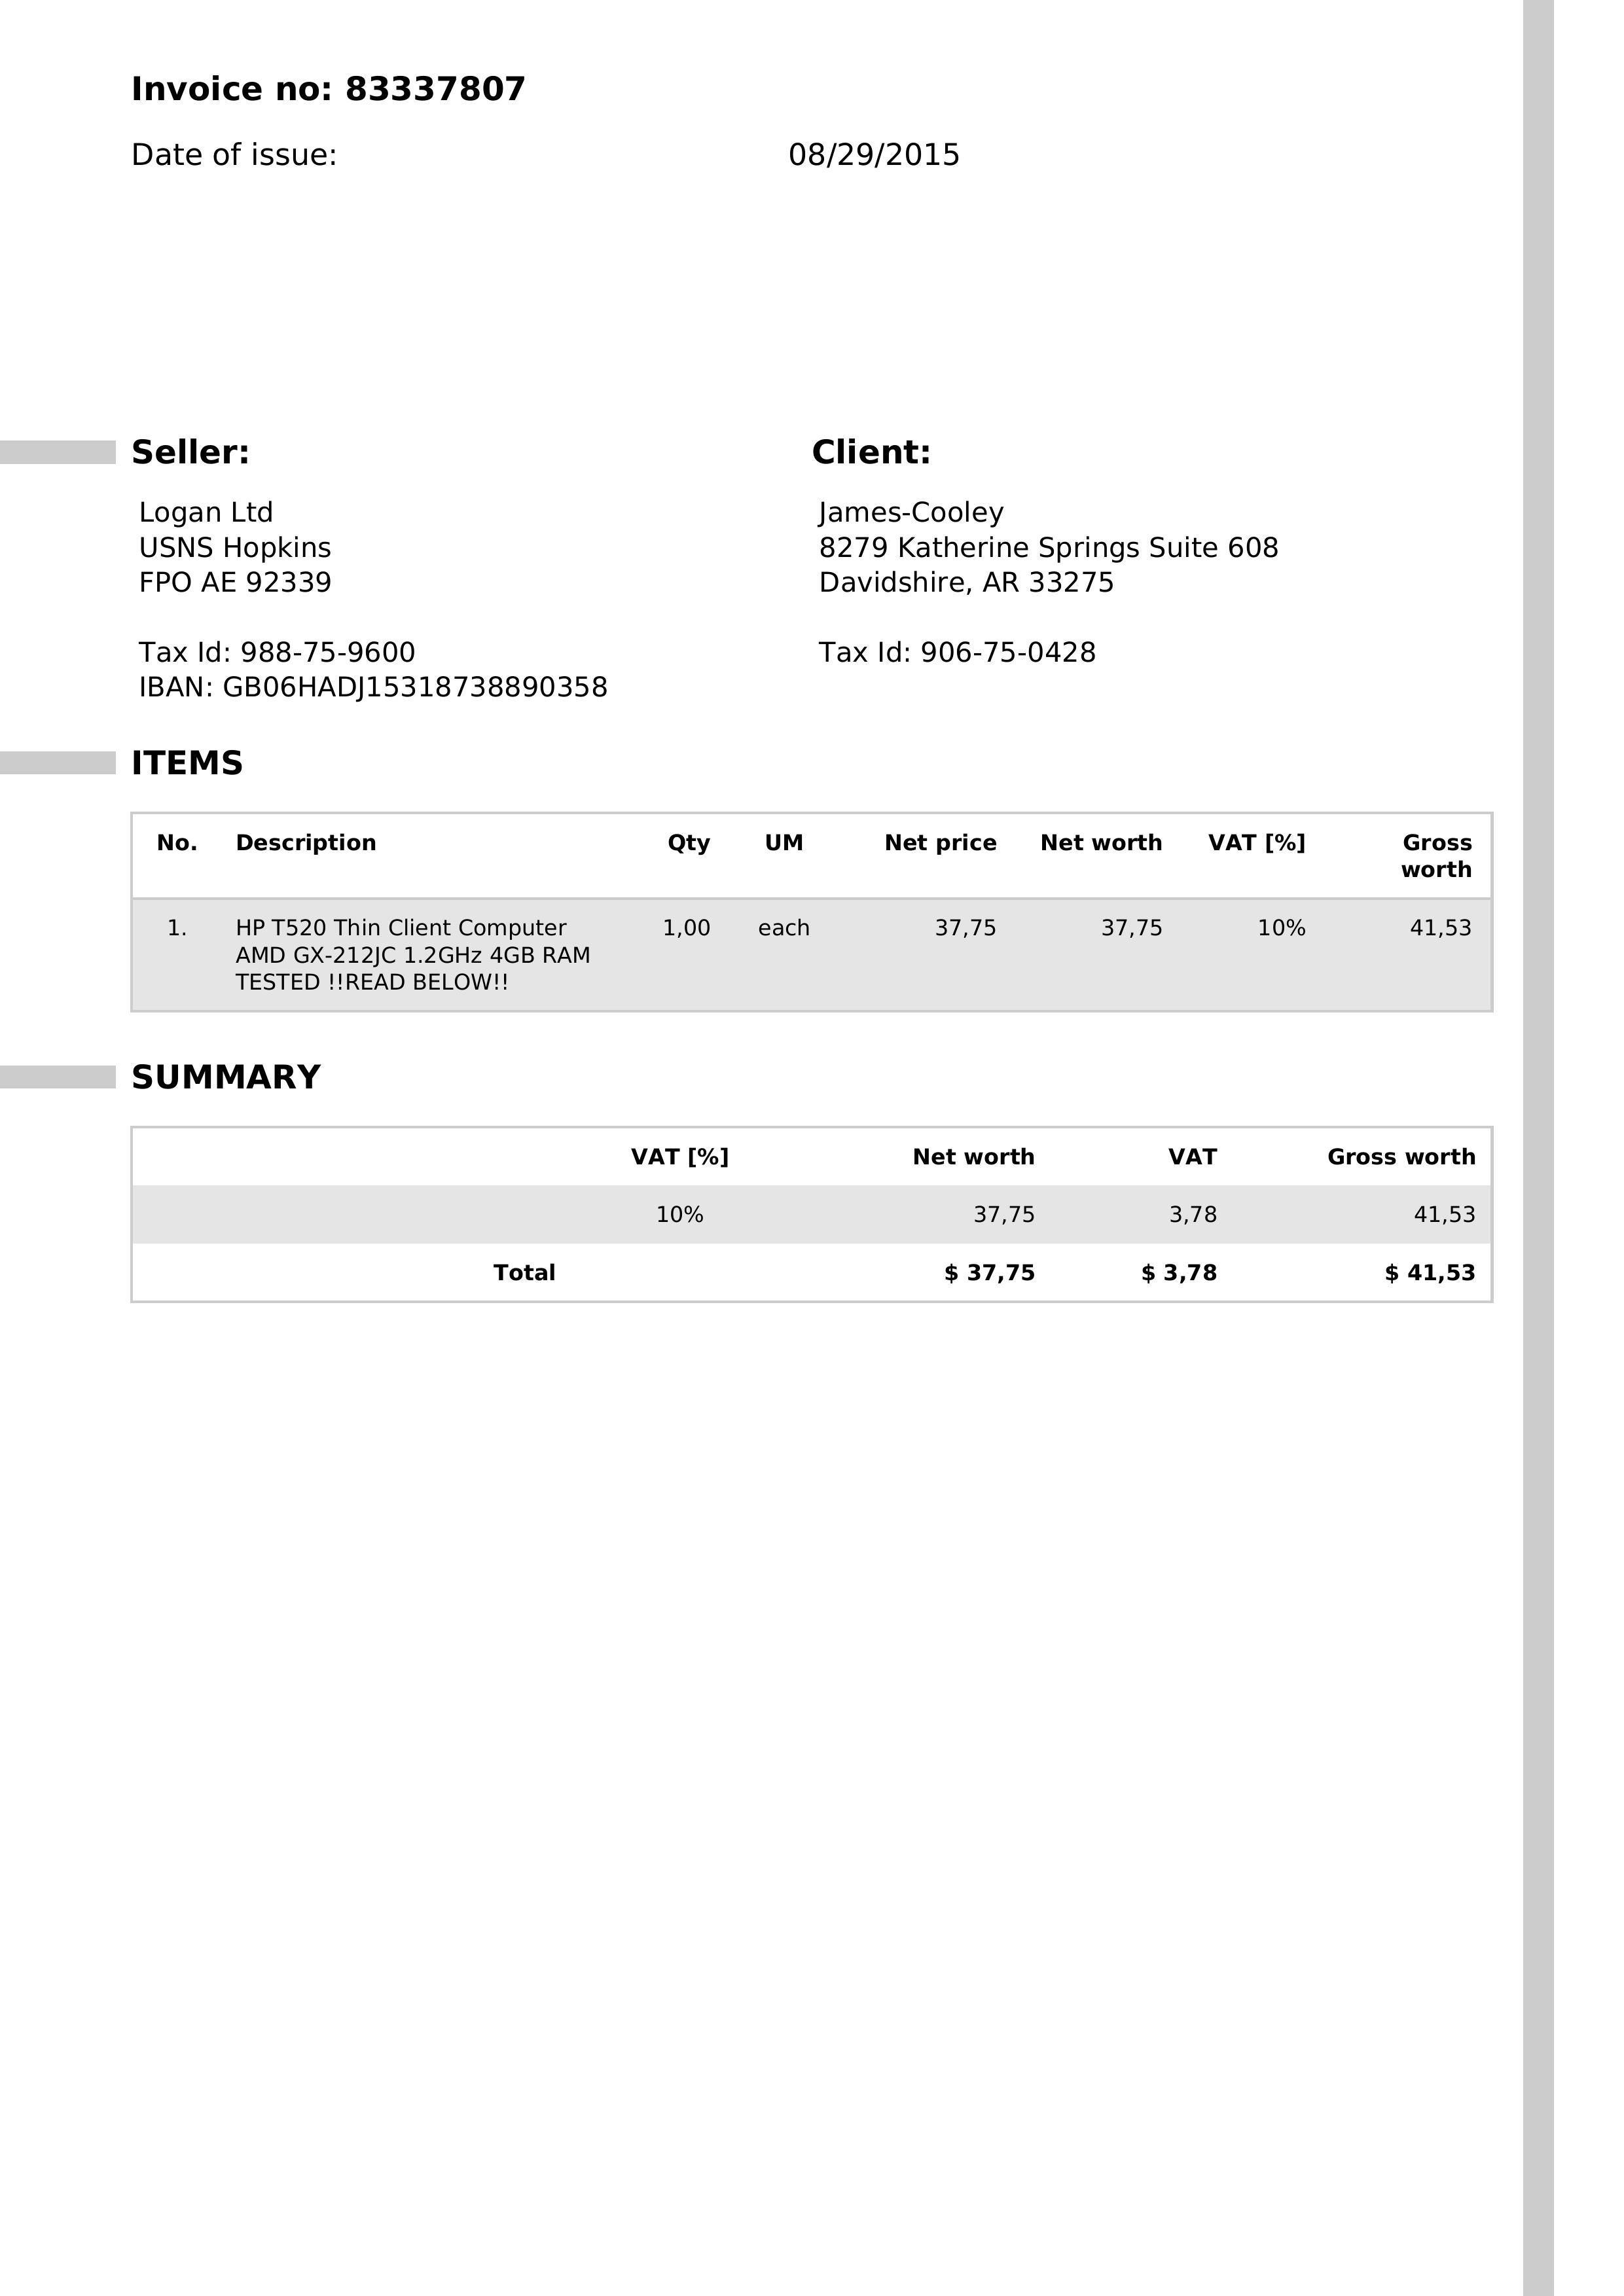 Invoice no: 83337807
Date of issue: 08/29/2015
Seller:
Logan Ltd
USNS Hopkins
FPO AE 92339
Tax Id: 988-75-9600
IBAN: GB06HADJ15318738890358
Client:
James-Cooley
8279 Katherine Springs Suite 608
Davidshire, AR 33275
Tax Id: 906-75-0428
ITEMS
No. Description Qty UM Net price Net worth VAT [%] Gross
worth
1. HP T520 Thin Client Computer 1,00 each 37,75 37,75 10% 41,53
AMD GX-212JC 1.2GHz 4GB RAM
TESTED !!READ BELOW!!
SUMMARY
VAT [%] Net worth VAT Gross worth
10% 37,75 3,78 41,53
Total $ 37,75 $ 3,78 $ 41,53